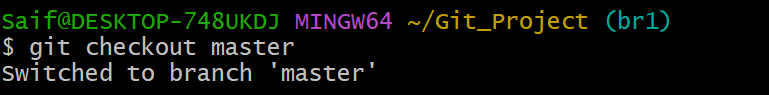 Saif@DESKTOP-748UKDJ MINGW64 ~/Git_Project (br1)
$ git checkout master
Switched to branch 'master'